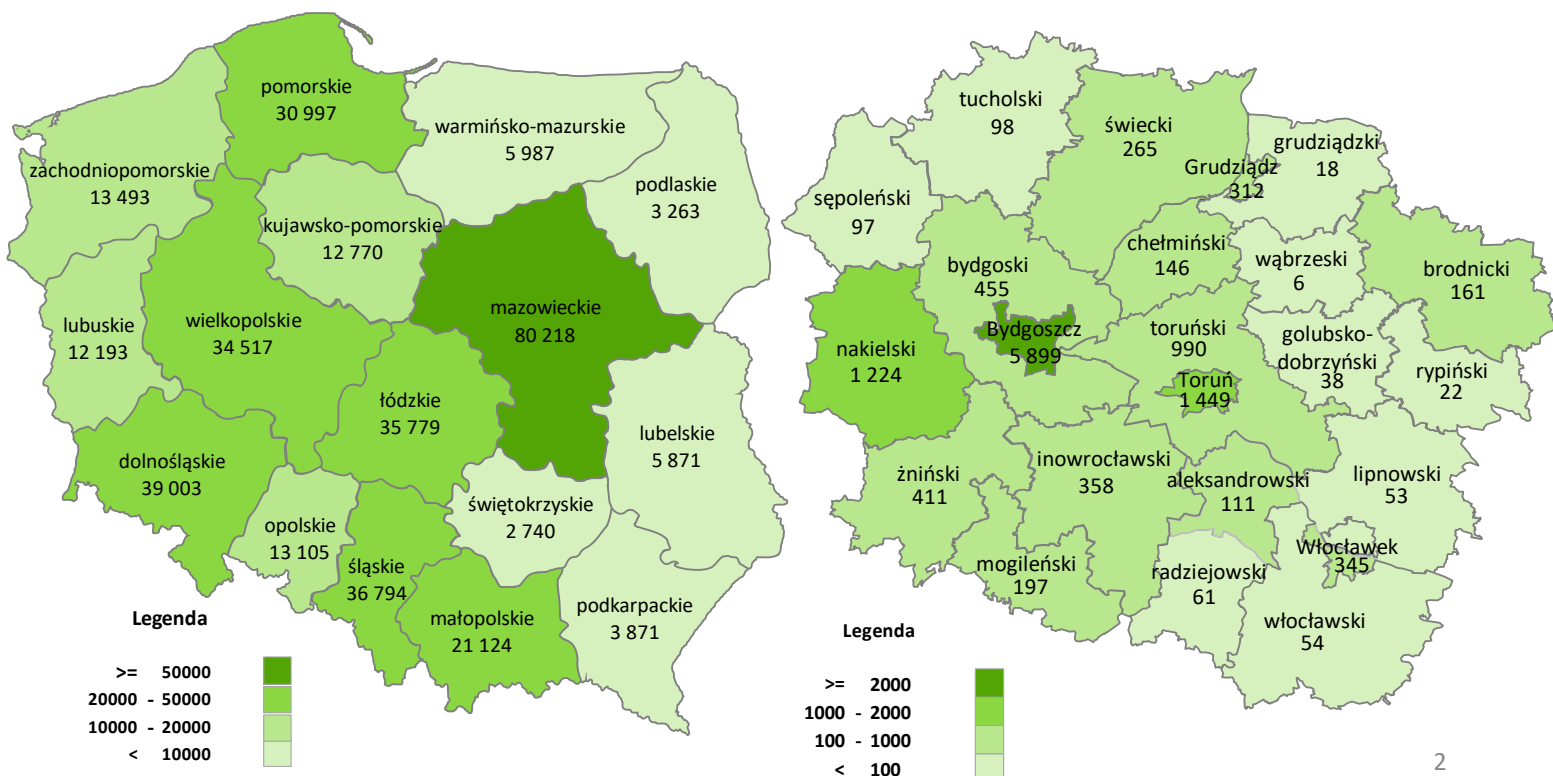 pomorskie
30 997
warmińsko-mazurskie
5 987
zachodniopomorskie
13 493
podlaskie
3 263
kujawsko-pomorskie
12 770
mazowieckie
80 218
lubuskie
12 193
wielkopolskie
34 517
łódzkie
35 779
lubelskie
5 871
dolnośląskie
39 003
świętokrzyskie
2 740
opolskie
13 105
śląskie
36 794
małopolskie
21 124
podkarpackie
3 871
Legenda
>= 50000
20000 - 50000
10000 - 20000
< 10000
tucholski
98
świecki
265
grudziądzki
18
Grudziądz
312
sępoleński
97
chełmiński
146
wąbrzeski
6
brodnicki
161
bydgoski
455
Bydgoszcz
5 899
nakielski
1 224
toruński
990
Toruń
1 449
golubsko-
dobrzyński
38
rypiński
22
żniński
411
inowrocławski
358
aleksandrowski
111
lipnowski
53
mogileński
197
radziejowski
61
Włocławek
345
włocławski
54
Legenda
>= 2000
1000 - 2000
100 - 1000
< 100
2